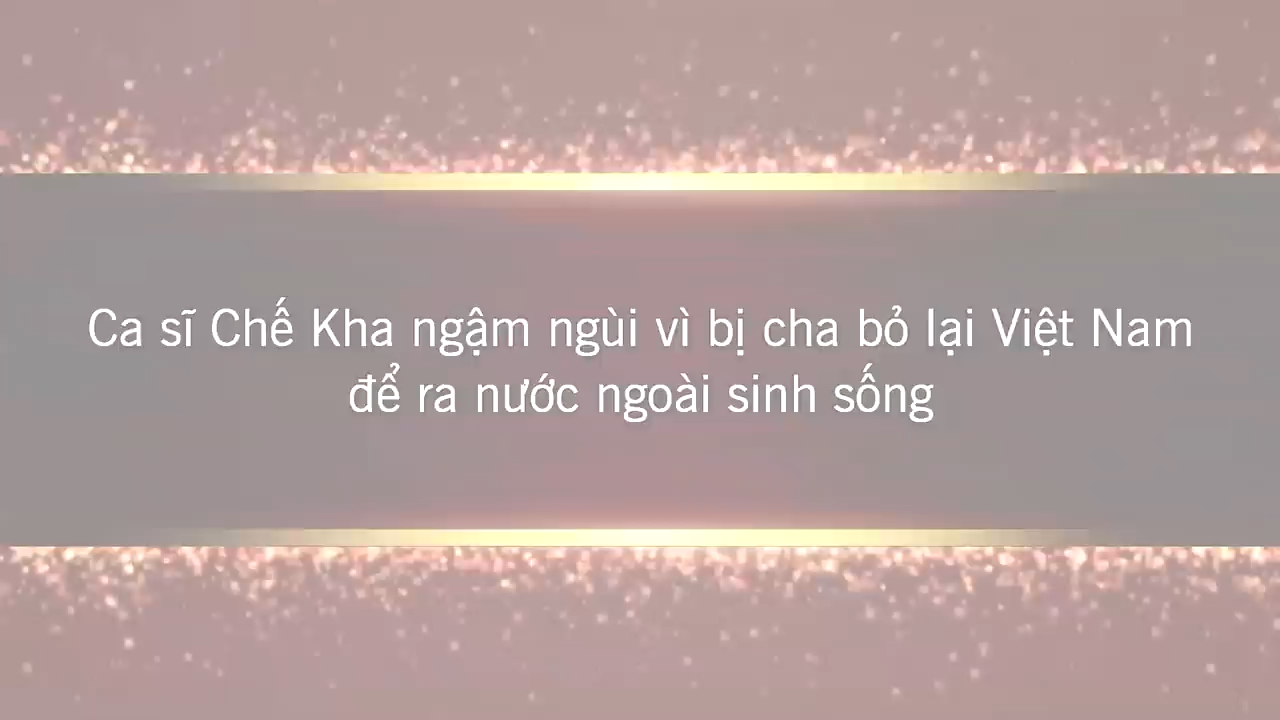 Ca sĩ Chế Kha ngậm ngùi vì bị cha bỏ lại Việt Nam
để ra nước ngoài sinh sống